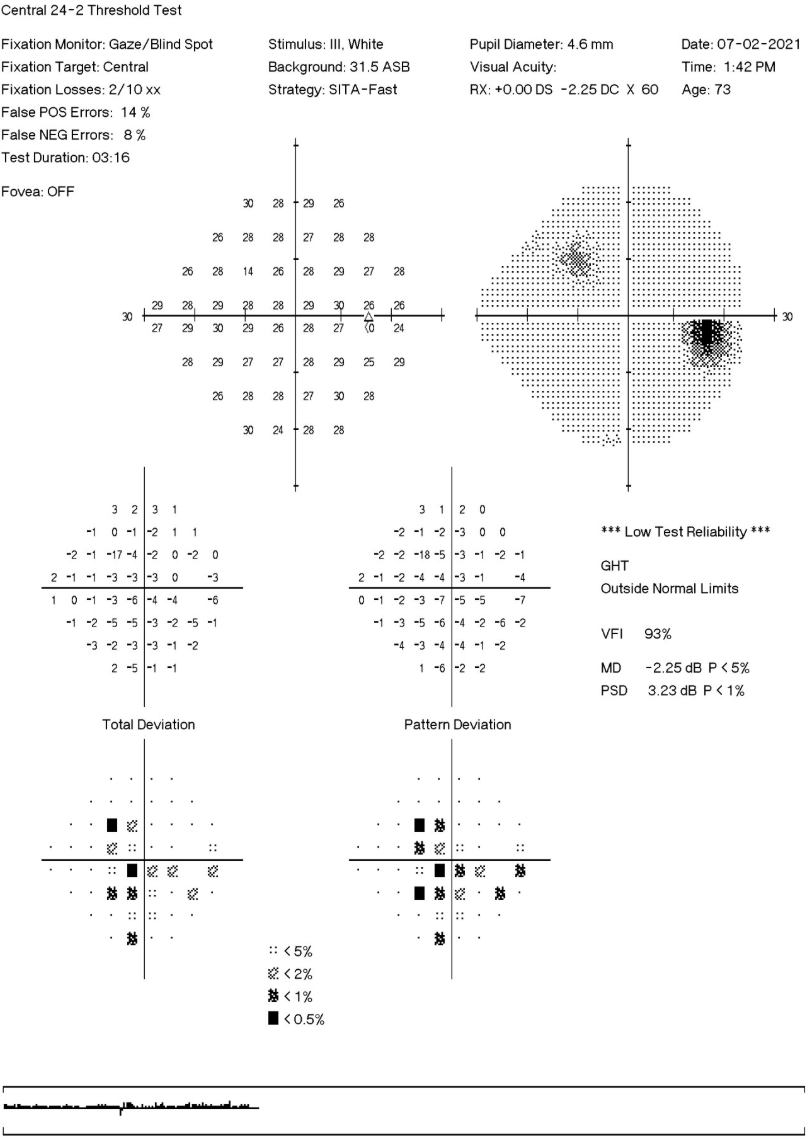 Central 24-2 Threshold Test
Fixation Monitor: Gaze/Blind Spot Stimulus: III, White Pupil Diameter: 4.6 mm Date: 07-02-2021
Fixation Target: Central Background: 31.5 ASB Visual Acuity: Time: 1:42 PM
Fixation Losses: 2/10 xx Strategy: SITA-Fast RX: +0.00 DS -2.25 DC X 60 Age: 73
False POS Errors: 14 %
False NEG Errors: 8 %
Test Duration: 03:16
Fovea: OFF
30 28 29 26
26 28 28 27 28 28
26 28 14 26 28 29 27 28
29 28 29 28 28 29 30 26 26
30 30
27 29 30 29 26 28 27 <0 24
28 29 27 27 28 29 25 29
26 28 28 27 30 28
30 24 28 28
3 2 3 1 3 1 2 0
-1 0 -1 -2 1 1 -2 -1 -2 -3 0 0
*** Low Test Reliability ***
-2 -1 -17 -4 -2 0 -2 0 -2 -2 -18 -5 -3 -1 -2 -1
GHT
2 -1 -1 -3 -3 -3 0 -3 2 -1 -2 -4 -4 -3 -1 -4
Outside Normal Limits
1 0 -1 -3 -6 -4 -4 -6 0 -1 -2 -3 -7 -5 -5 -7
-1 -2 -5 -5 -3 -2 -5 -1 -1 -3 -5 -6 -4 -2 -6 -2
VFI 93%
-3 -2 -3 -3 -1 -2 -4 -3 -4 -4 -1 -2
2 -5 -1 -1 1 -6 -2 -2
MD -2.25 dB P < 5%
PSD 3.23 dB P < 1%
Total Deviation Pattern Deviation
< 5%
< 2%
< 1%
< 0.5%